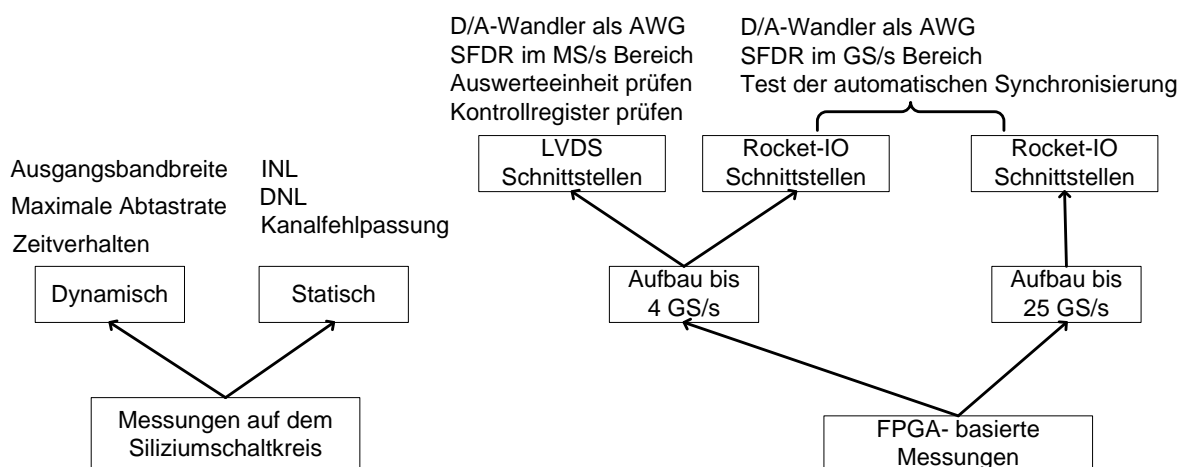 D/A-Wandler als AWG
SFDR im MS/s Bereich
Auswerteeinheit prüfen
Kontrollregister prüfen
D/A-Wandler als AWG
SFDR im GS/s Bereich
Test der automatischen Synchronisierung
LVDS
Schnittstellen
Rocket-IO
Schnittstellen
Rocket-IO
Schnittstellen
Ausgangsbandbreite
Maximale Abtastrate
Zeitverhalten
INL
DNL
Kanalfehlpassung
Dynamisch
Statisch
Aufbau bis
4 GS/s
Aufbau bis
25 GS/s
Messungen auf dem
Siliziumschaltkreis
FPGA- basierte
Messungen